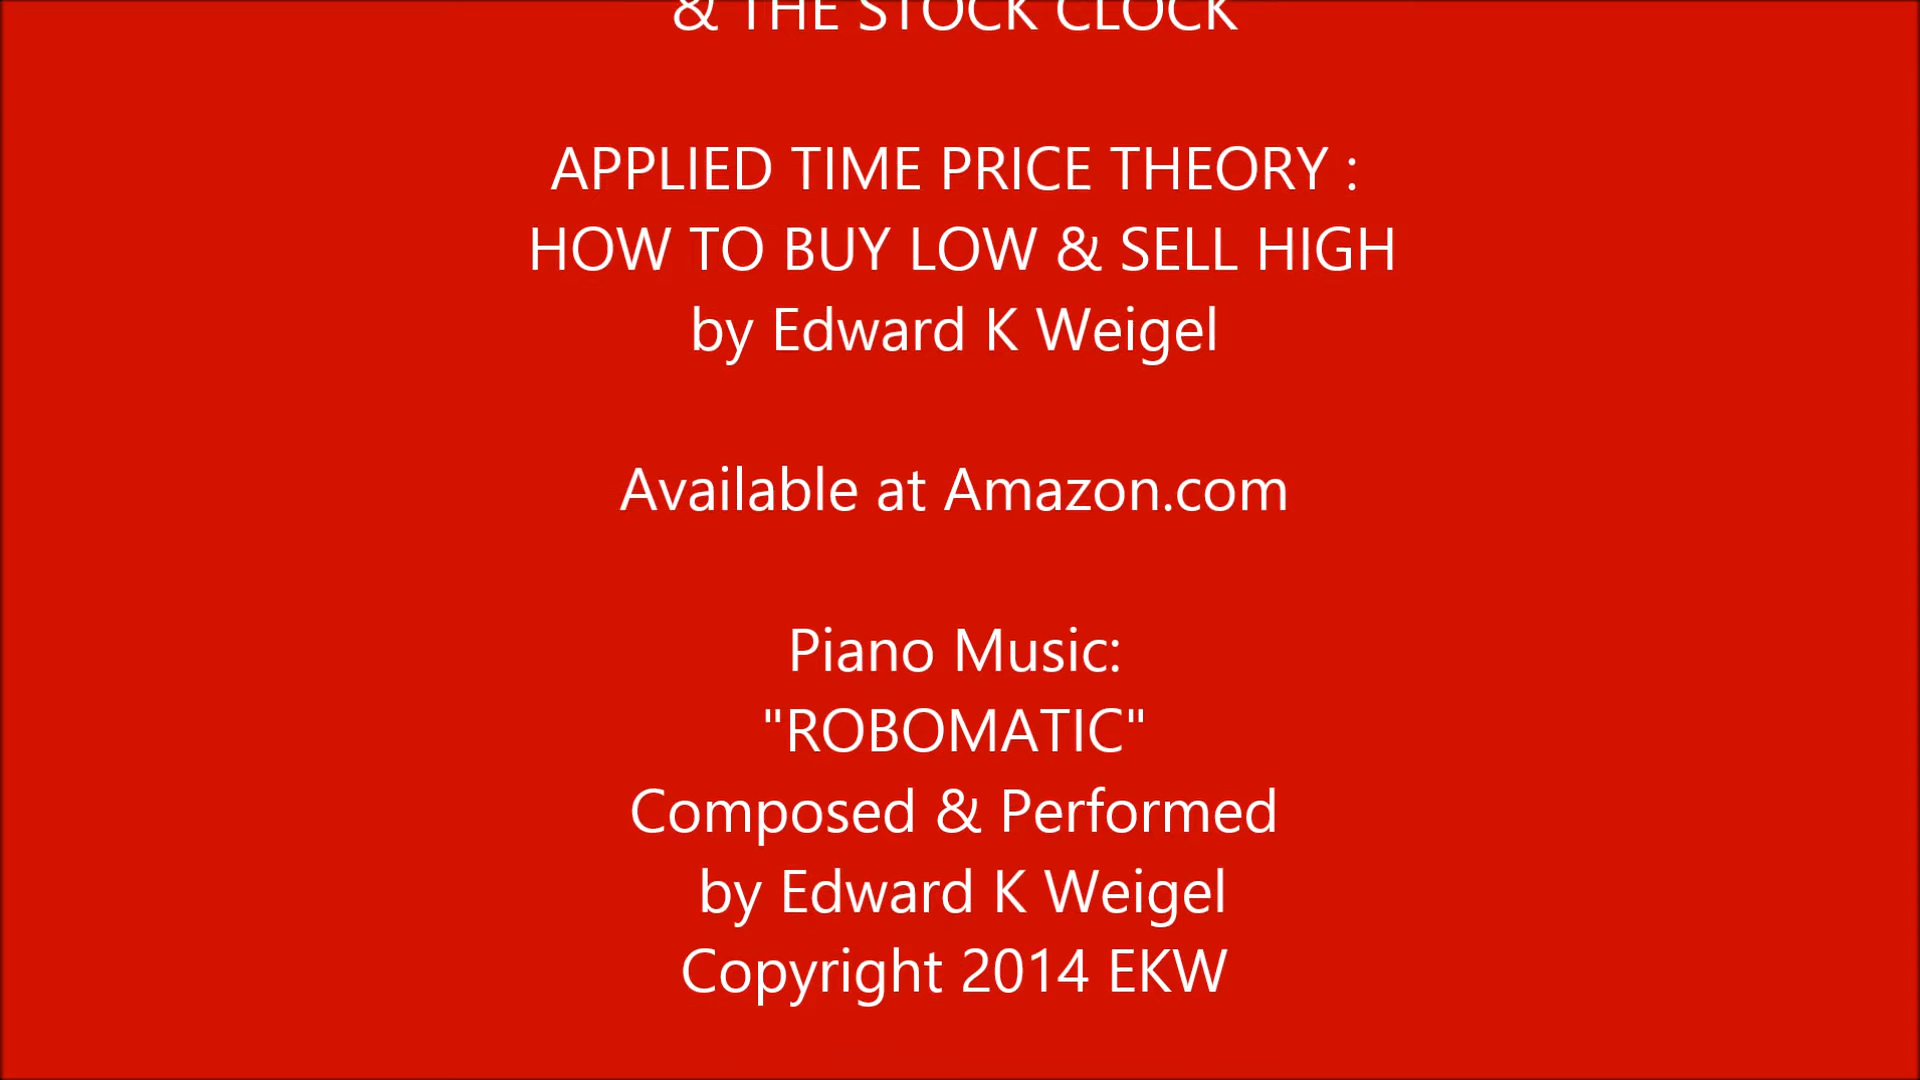 & THE STOCK CLOCK
APPLIED TIME PRICE THEORY :
HOW TO BUY LOW & SELL HIGH
by Edward K Weigel
Available at Amazon.com
Piano Music:
"ROBOMATIC"
Composed & Performed
by Edward K Weigel
Copyright 2014 EKW